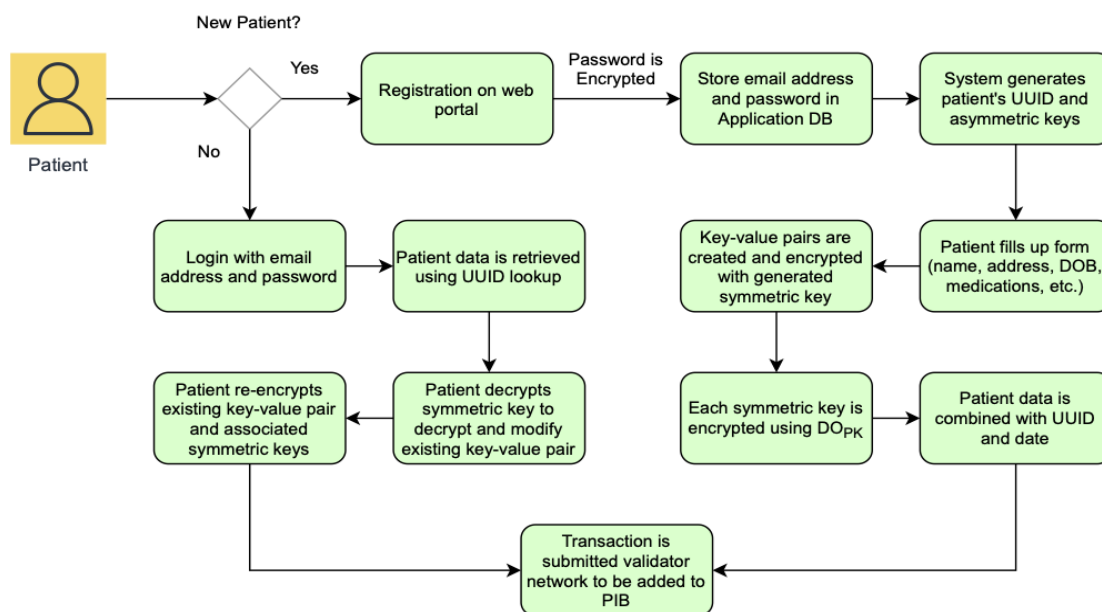 New Patient?
Yes
Password is
Encrypted
Registration on web
portal
Store email address
and password in
Application DB
System generates
patient's UUID and
asymmetric keys
Patient
No
Login with email
address and password
Patient data is retrieved
using UUID lookup
Key-value pairs are
created and encrypted
with generated
symmetric key
Patient fills up form
(name, address, DOB,
medications, etc.)
Patient re-encrypts
existing key-value pair
and associated
symmetric keys
Patient decrypts
symmetric key to
decrypt and modify
existing key-value pair
Each symmetric key is
encrypted using DOPK
Patient data is
combined with UUID
and date
Transaction is
submitted validator
network to be added to
PIB